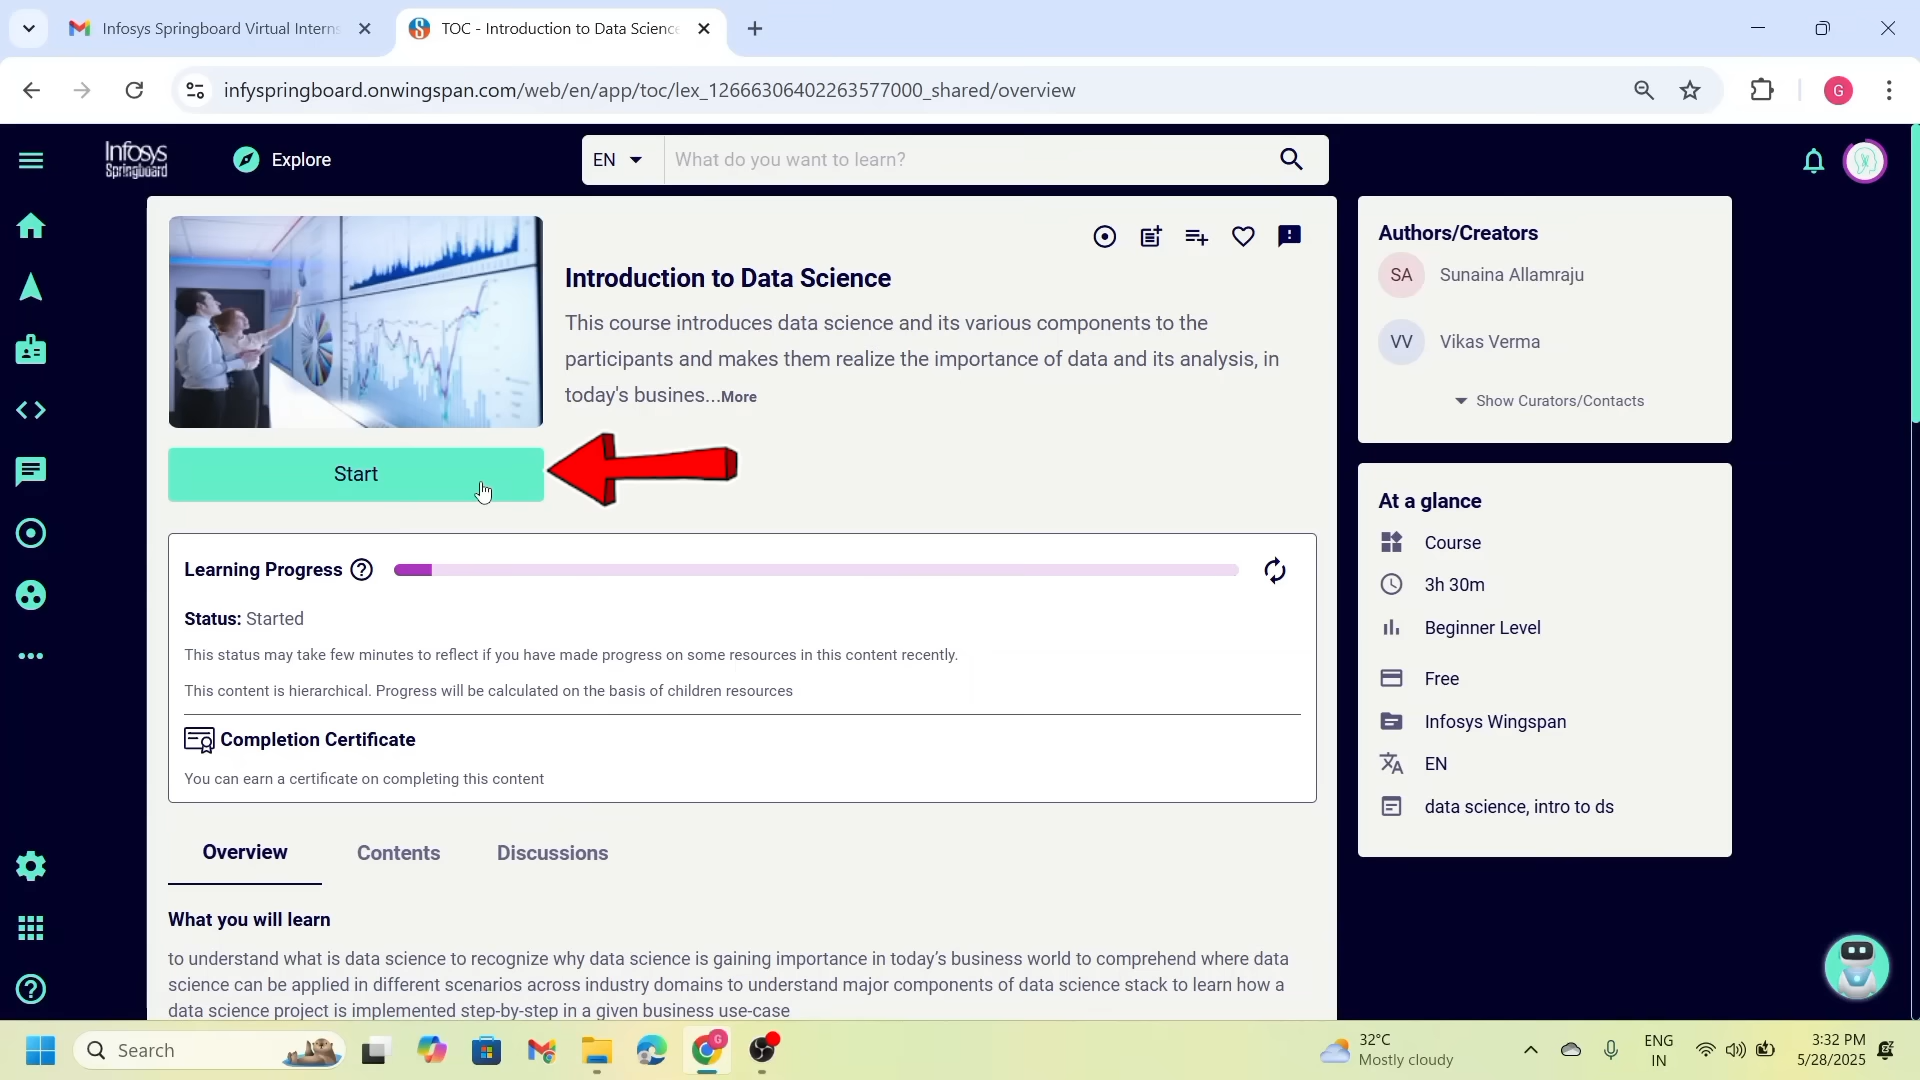 Infosys Springboard Virtual Interns
TOC - Introduction to Data Science
infyspringboard.onwingspan.com/web/en/app/toc/lex_12666306402263577000_shared/overview
G
Infosys
Springboard
Explore
EN
What do you want to learn?
Introduction to Data Science
This course introduces data science and its various components to the
participants and makes them realize the importance of data and its analysis, in
today's busines...More
Start
Learning Progress
Status: Started
This status may take few minutes to reflect if you have made progress on some resources in this content recently.
This content is hierarchical. Progress will be calculated on the basis of children resources
Completion Certificate
You can earn a certificate on completing this content
Overview
Contents
Discussions
What you will learn
to understand what is data science to recognize why data science is gaining importance in today's business world to comprehend where data
science can be applied in different scenarios across industry domains to understand major components of data science stack to learn how a
data science project is implemented step-by-step in a given business use-case
Authors/Creators
SA
Sunaina Allamraju
VV
Vikas Verma
Show Curators/Contacts
At a glance
Course
3h 30m
Beginner Level
Free
Infosys Wingspan
EN
data science, intro to ds
Search
G
32°C
Mostly cloudy
ENG
IN
3:32 PM
5/28/2025